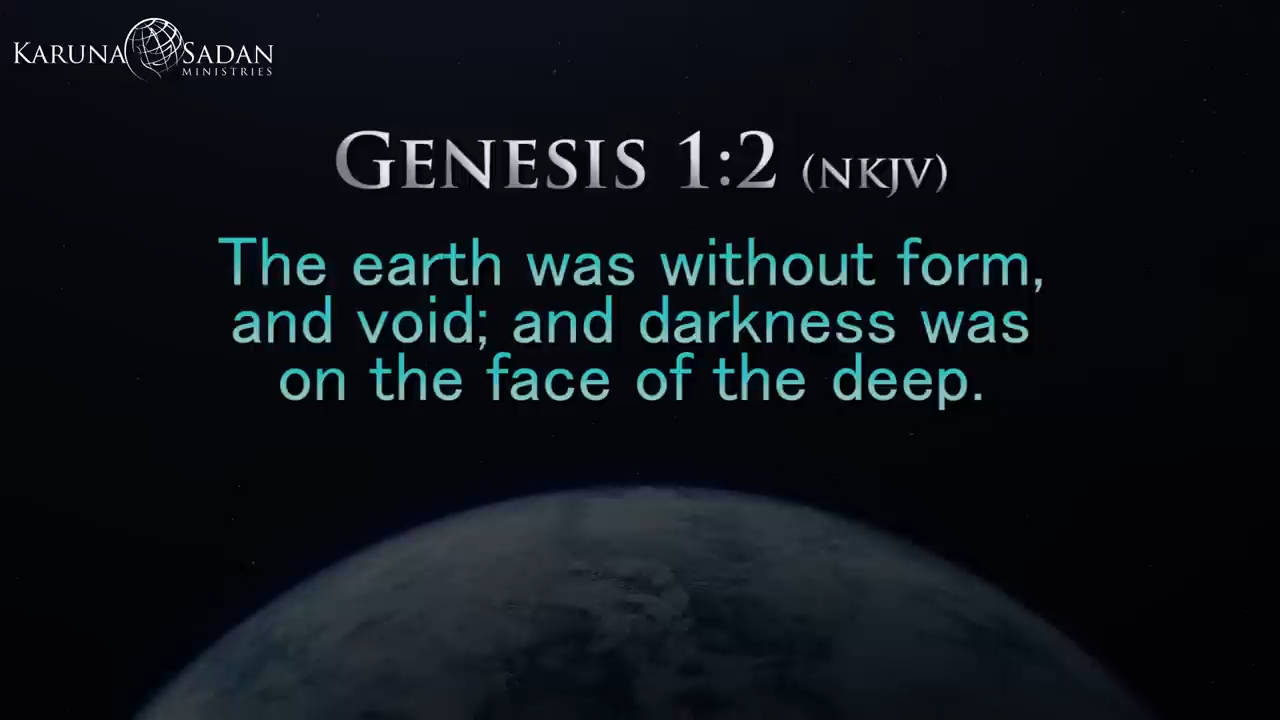 KARUNA SADAN
MINISTRIES
GENESIS 1:2 (NKJV)
The earth was without form,
and void; and darkness was
on the face of the deep.